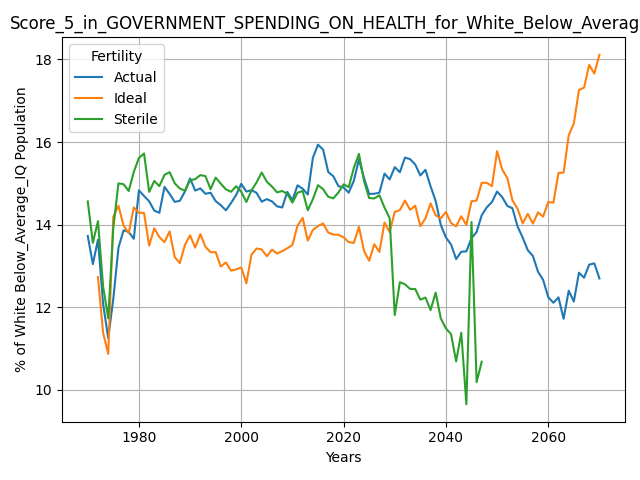 Score_5_in_GOVERNMENT_SPENDING_ON_HEALTH_for_White_Below_Averag
Fertility
Actual
Ideal
Sterile
% of White Below_Average_IQ Population
18
16
14
12
10
1980
2000
2020
2040
2060
Years